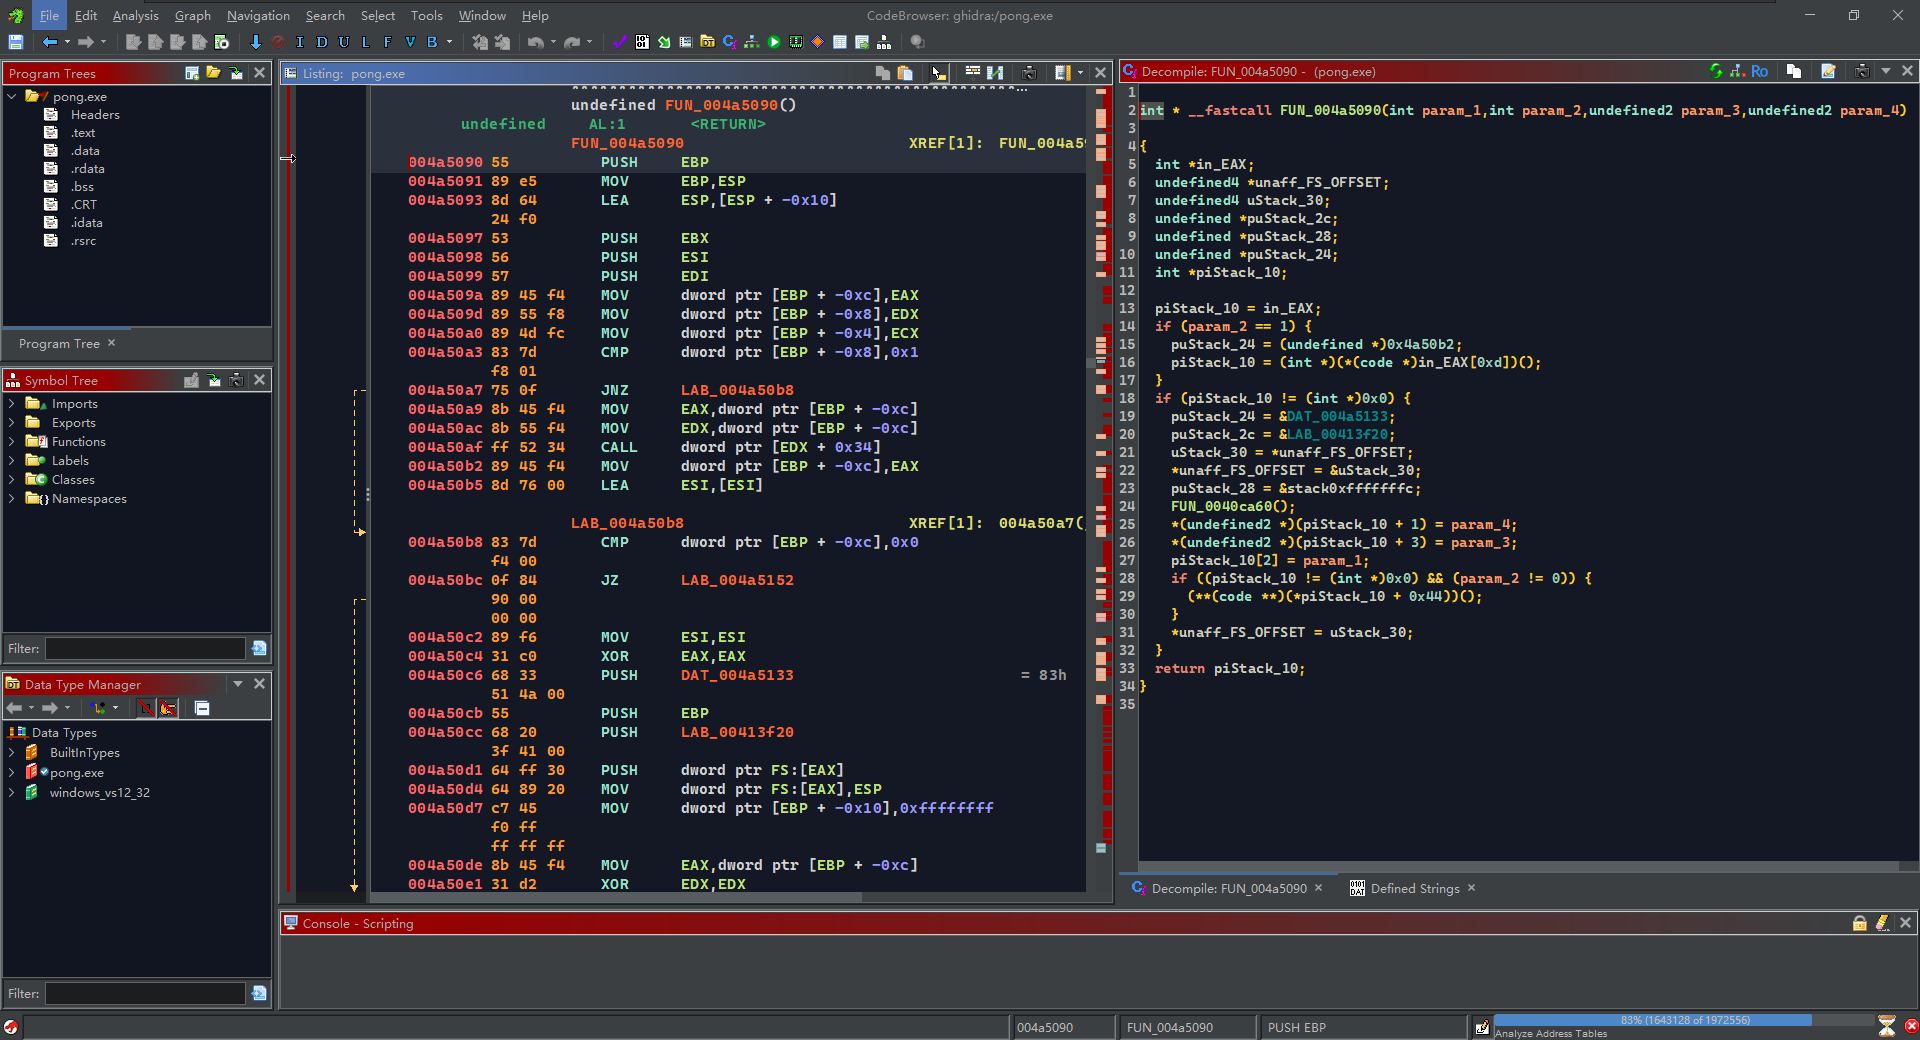 File Edit Analysis Graph Navigation Search Select Tools Window Help
CodeBrowser: ghidra:/pong.exe
I D U L F V B
Program Trees
pong.exe
Headers
.text
.data
.rdata
.bss
.CRT
.idata
.rsrc
Program Tree
Symbol Tree
Imports
Exports
Functions
Labels
Classes
Namespaces
Filter:
Data Type Manager
Data Types
BuiltInTypes
pong.exe
windows_vs12_32
Filter:
Listing: pong.exe
undefined FUN_004a5090()
undefined AL:1 <RETURN>
FUN_004a5090 XREF[1]: FUN_004a5
004a5090 55 PUSH EBP
004a5091 89 e5 MOV EBP,ESP
004a5093 8d 64 LEA ESP,[ESP + -0x10]
24 f0
004a5097 53 PUSH EBX
004a5098 56 PUSH ESI
004a5099 57 PUSH EDI
004a509a 89 45 f4 MOV dword ptr [EBP + -0xc],EAX
004a509d 89 55 f8 MOV dword ptr [EBP + -0x8],EDX
004a50a0 89 4d fc MOV dword ptr [EBP + -0x4],ECX
004a50a3 83 7d CMP dword ptr [EBP + -0x8],0x1
f8 01
004a50a7 75 0f JNZ LAB_004a50b8
004a50a9 8b 45 f4 MOV EAX,dword ptr [EBP + -0xc]
004a50ac 8b 55 f4 MOV EDX,dword ptr [EBP + -0xc]
004a50af ff 52 34 CALL dword ptr [EDX + 0x34]
004a50b2 89 45 f4 MOV dword ptr [EBP + -0xc],EAX
004a50b5 8d 76 00 LEA ESI,[ESI]
LAB_004a50b8 XREF[1]: 004a50a7(
004a50b8 83 7d CMP dword ptr [EBP + -0xc],0x0
f4 00
004a50bc 0f 84 JZ LAB_004a5152
90 00
00 00
004a50c2 89 f6 MOV ESI,ESI
004a50c4 31 c0 XOR EAX,EAX
004a50c6 68 33 PUSH DAT_004a5133 = 83h
51 4a 00
004a50cb 55 PUSH EBP
004a50cc 68 20 PUSH LAB_00413f20
3f 41 00
004a50d1 64 ff 30 PUSH dword ptr FS:[EAX]
004a50d4 64 89 20 MOV dword ptr FS:[EAX],ESP
004a50d7 c7 45 MOV dword ptr [EBP + -0x10],0xffffffff
f0 ff
ff ff ff
004a50de 8b 45 f4 MOV EAX,dword ptr [EBP + -0xc]
004a50e1 31 d2 XOR EDX,EDX
Decompile: FUN_004a5090 - (pong.exe)
Ro
1
2 int * __fastcall FUN_004a5090(int param_1,int param_2,undefined2 param_3,undefined2 param_4)
3
4 {
5 int *in_EAX;
6 undefined4 *unaff_FS_OFFSET;
7 undefined4 uStack_30;
8 undefined *puStack_2c;
9 undefined *puStack_28;
10 undefined *puStack_24;
11 int *piStack_10;
12
13 piStack_10 = in_EAX;
14 if (param_2 == 1) {
15 puStack_24 = (undefined *)0x4a50b2;
16 piStack_10 = (int *)(*(code *)in_EAX[0xd])();
17 }
18 if (piStack_10 != (int *)0x0) {
19 puStack_24 = &DAT_004a5133;
20 puStack_2c = &LAB_00413f20;
21 uStack_30 = *unaff_FS_OFFSET;
22 *unaff_FS_OFFSET = &uStack_30;
23 puStack_28 = &stack0xfffffffc;
24 FUN_0040ca60();
25 *(undefined2 *)(piStack_10 + 1) = param_4;
26 *(undefined2 *)(piStack_10 + 3) = param_3;
27 piStack_10[2] = param_1;
28 if ((piStack_10 != (int *)0x0) && (param_2 != 0)) {
29 (**(code **)(*piStack_10 + 0x44))();
30 }
31 *unaff_FS_OFFSET = uStack_30;
32 }
33 return piStack_10;
34 }
35
Decompile: FUN_004a5090
Defined Strings
Console - Scripting
004a5090
FUN_004a5090
PUSH EBP
83% (1643128 of 1972556)
Analyze Address Tables